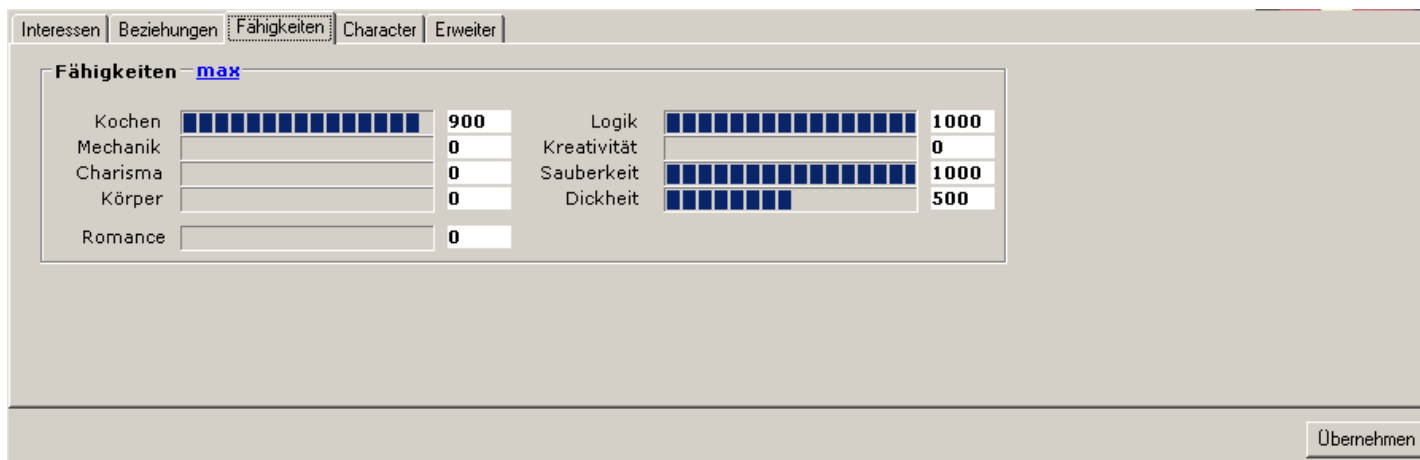 Interessen Beziehungen Fähigkeiten Character Erweiter
Fähigkeiten max
Kochen 900 Logik 1000
Mechanik 0 Kreativität 0
Charisma 0 Sauberkeit 1000
Körper 0 Dickheit 500
Romance 0
Übernehmen